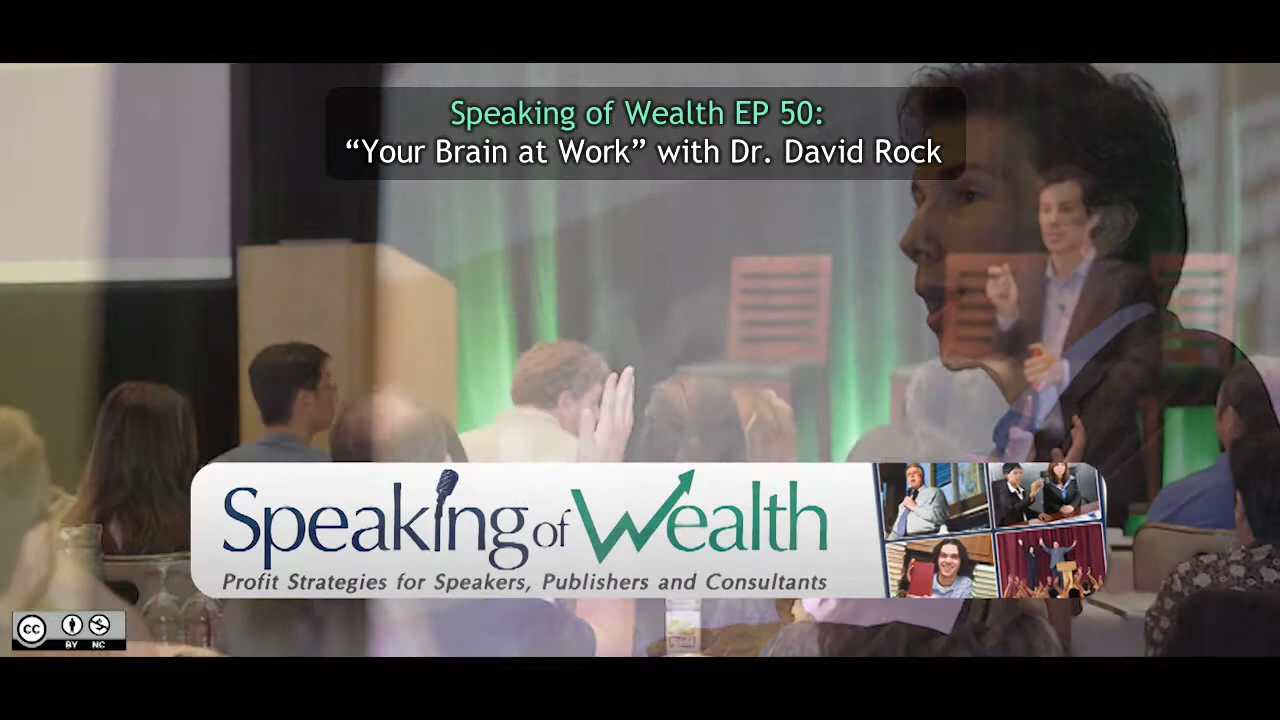 Speaking of Wealth EP 50:
“Your Brain at Work” with Dr. David Rock
Speaking of Wealth
Profit Strategies for Speakers, Publishers and Consultants
cc
BY NC